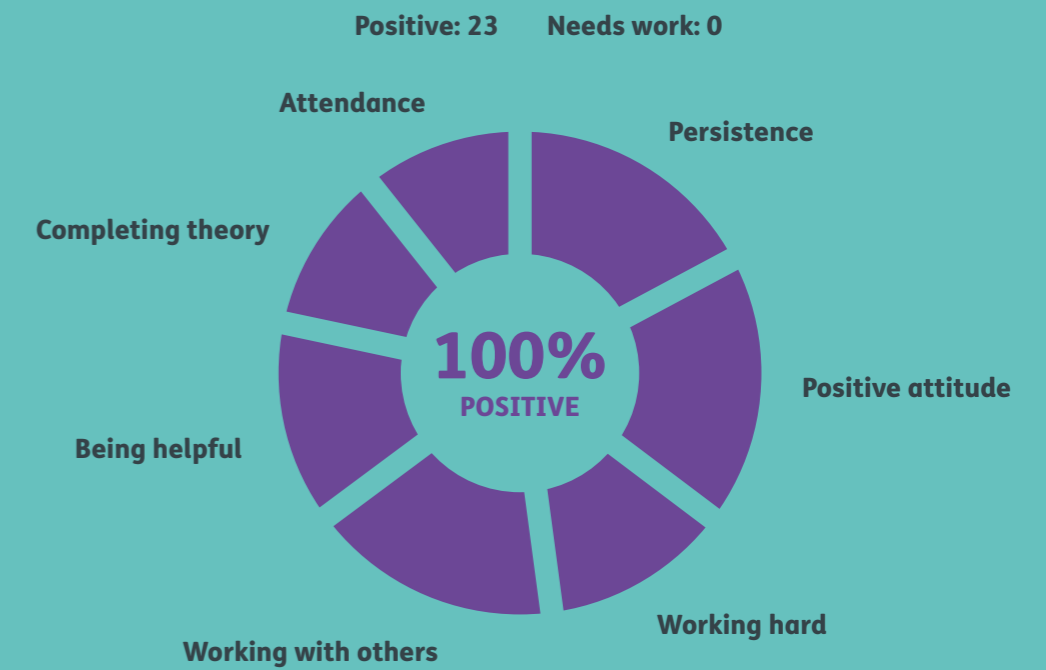 Positive: 23 Needs work: 0
Attendance
Persistence
Completing theory
100%
POSITIVE
Positive attitude
Being helpful
Working hard
Working with others